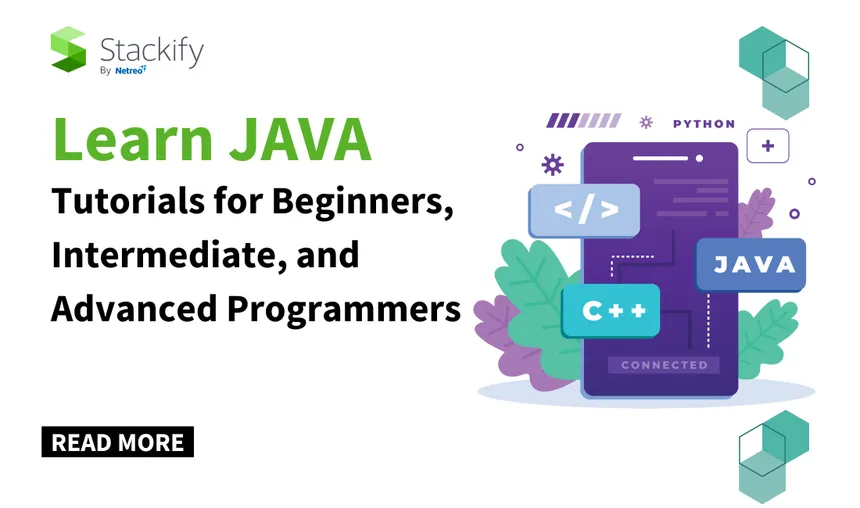 Stackify
By Netreo
Learn JAVA
Tutorials for Beginners,
Intermediate, and
Advanced Programmers
READ MORE
PYTHON
+
</>
JAVA
C++
CONNECTED